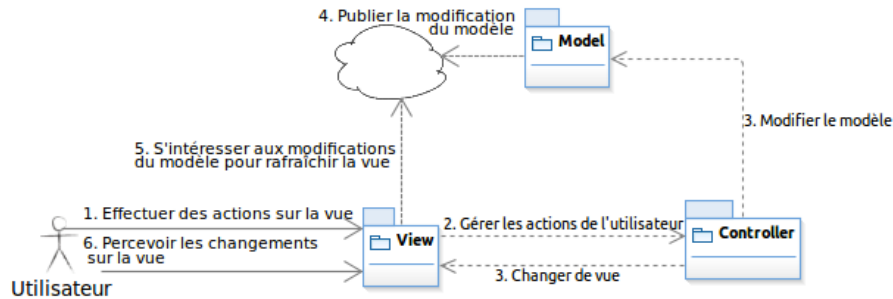 4. Publier la modification
du modèle
Model
3. Modifier le modèle
5. S'intéresser aux modifications
du modèle pour rafraîchir la vue
1. Effectuer des actions sur la vue
2. Gérer les actions de l'utilisateur
View
Controller
6. Percevoir les changements
sur la vue
3. Changer de vue
Utilisateur